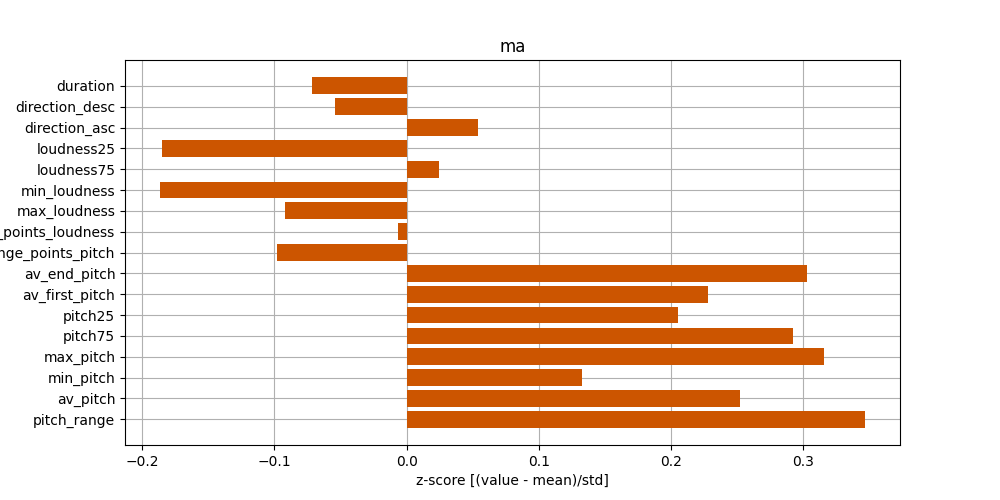 ma
duration
direction_desc
direction_asc
loudness25
loudness75
min_loudness
max_loudness
_points_loudness
nge_points_pitch
av_end_pitch
av_first_pitch
pitch25
pitch75
max_pitch
min_pitch
av_pitch
pitch_range
−0.2 −0.1 0.0 0.1 0.2 0.3
z-score [(value - mean)/std]